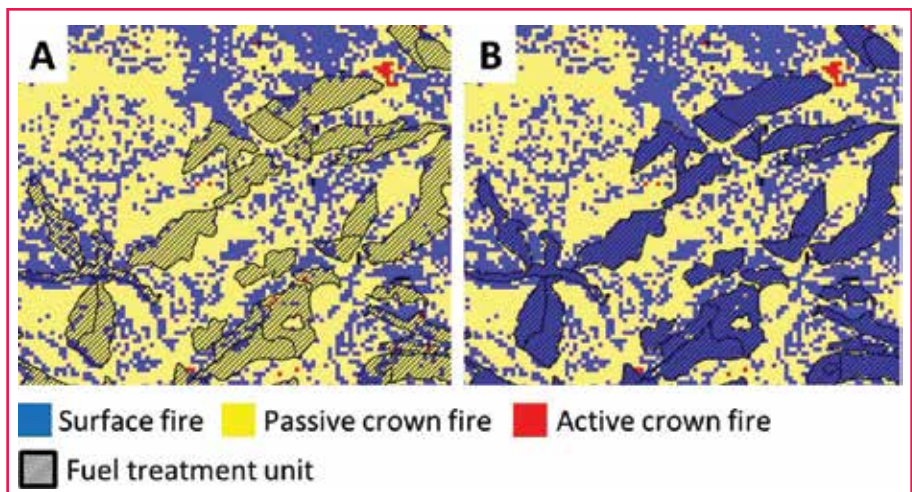 A B
Surface fire Passive crown fire Active crown fire
Fuel treatment unit